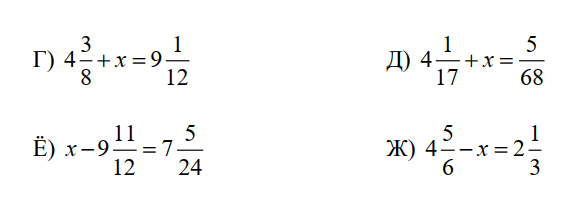 Г) 4 3/8 + x = 9 1/12 Д) 4 1/17 + x = 5/68
Ё) x − 9 11/12 = 7 5/24 Ж) 4 5/6 − x = 2 1/3